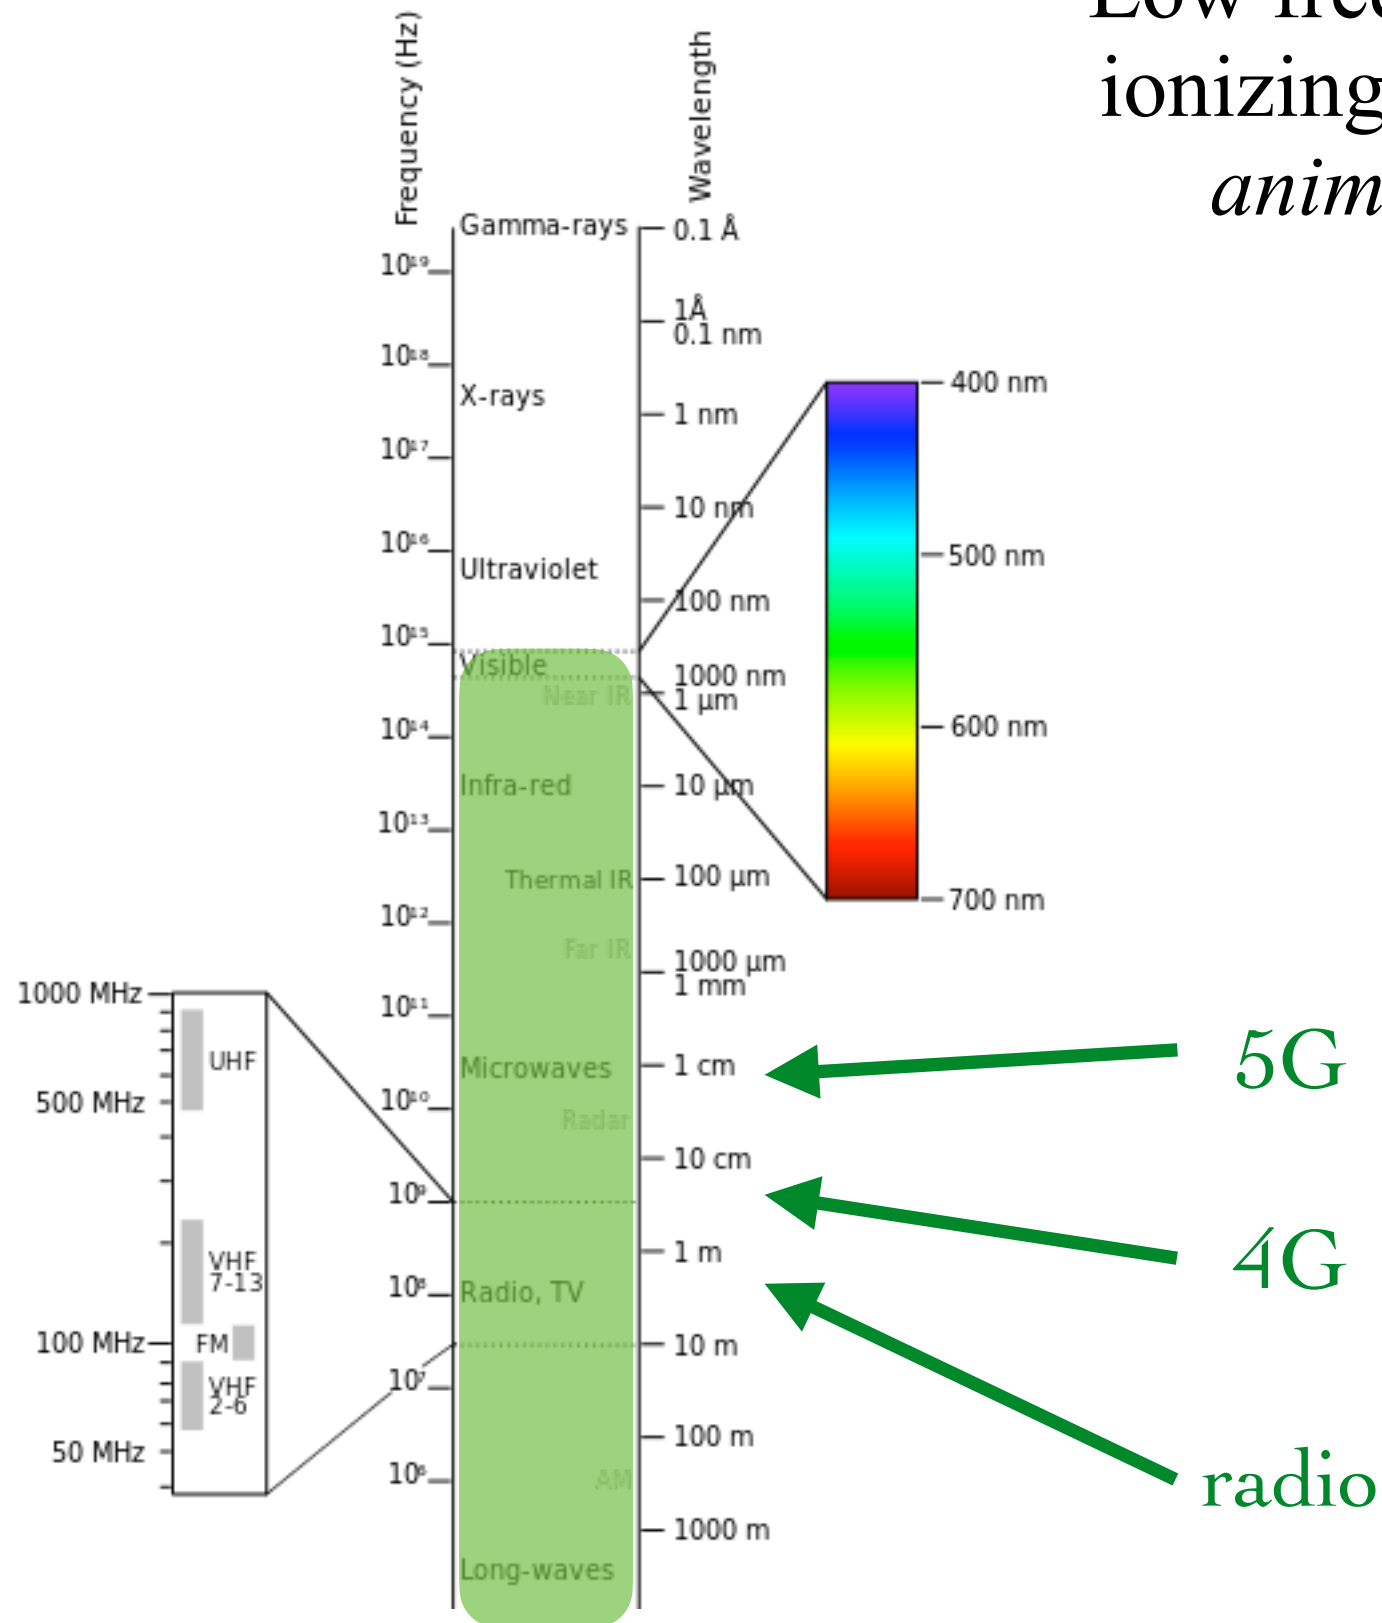 Low
ionizing
anim
Frequency (Hz)
Wavelength
Gamma-rays
0.1 Å
10¹⁹
1Å
0.1 nm
10¹⁸
X-rays
1 nm
10¹⁷
10 nm
10¹⁶
Ultraviolet
100 nm
10¹⁵
Visible
1000 nm
Near IR
1 µm
10¹⁴
Infra-red
10 µm
10¹³
Thermal IR
100 µm
10¹²
Far IR
1000 µm
1 mm
10¹¹
Microwaves
1 cm
10¹⁰
Radar
10 cm
10⁹
1 m
10⁸
Radio, TV
10 m
10⁷
100 m
10⁶
AM
1000 m
Long-waves
400 nm
500 nm
600 nm
700 nm
1000 MHz
UHF
500 MHz
VHF
7-13
100 MHz
FM
VHF
2-6
50 MHz
5G
4G
radio